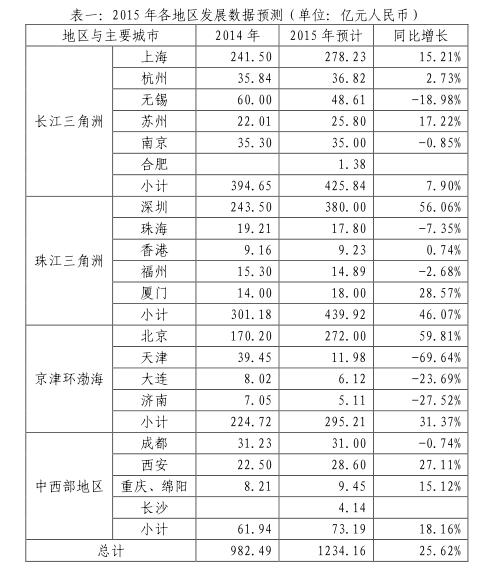 表一：2015 年各地区发展数据预测（单位：亿元人民币）
地区与主要城市 2014 年 2015 年预计 同比增长
长江三角洲
上海 241.50 278.23 15.21%
杭州 35.84 36.82 2.73%
无锡 60.00 48.61 -18.98%
苏州 22.01 25.80 17.22%
南京 35.30 35.00 -0.85%
合肥 1.38
小计 394.65 425.84 7.90%
珠江三角洲
深圳 243.50 380.00 56.06%
珠海 19.21 17.80 -7.35%
香港 9.16 9.23 0.74%
福州 15.30 14.89 -2.68%
厦门 14.00 18.00 28.57%
小计 301.18 439.92 46.07%
京津环渤海
北京 170.20 272.00 59.81%
天津 39.45 11.98 -69.64%
大连 8.02 6.12 -23.69%
济南 7.05 5.11 -27.52%
小计 224.72 295.21 31.37%
中西部地区
成都 31.23 31.00 -0.74%
西安 22.50 28.60 27.11%
重庆、绵阳 8.21 9.45 15.12%
长沙 4.14
小计 61.94 73.19 18.16%
总计 982.49 1234.16 25.62%